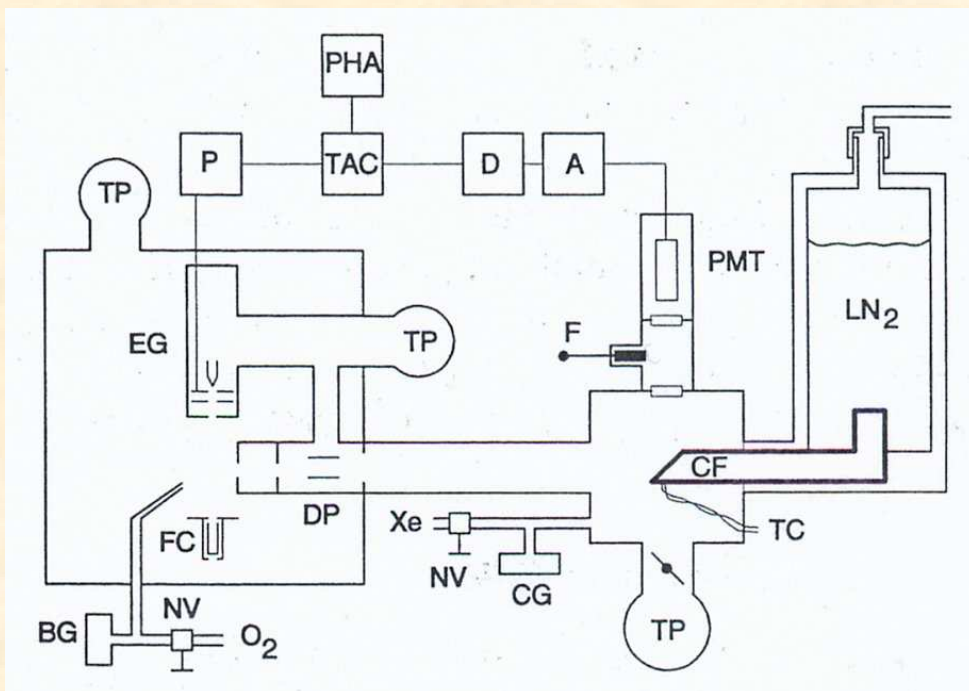 PHA
P
TAC
D
A
TP
PMT
LN2
EG
TP
F
CF
DP
Xe
TC
FC
NV
CG
NV
BG
O2
TP